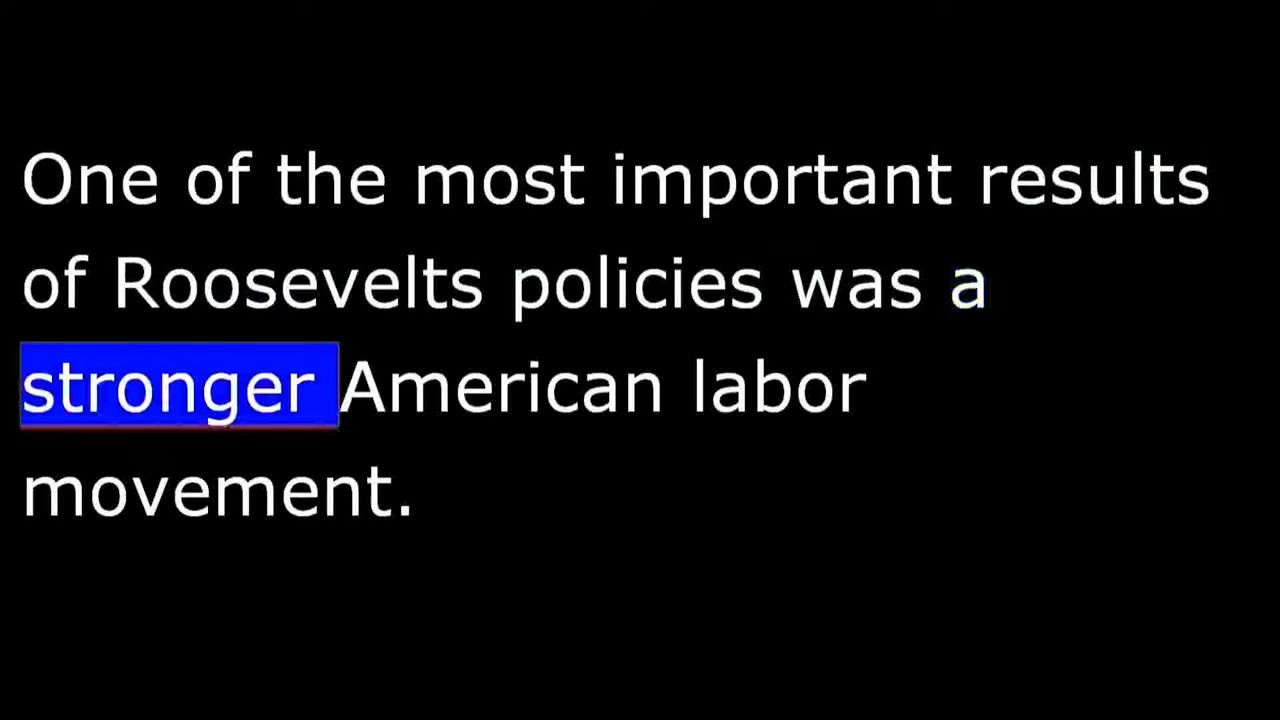 One of the most important results
of Roosevelts policies was a
stronger American labor
movement.